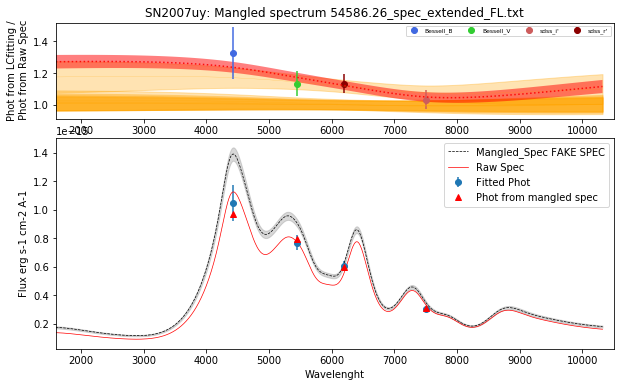 SN2007uy: Mangled spectrum 54586.26_spec_extended_FL.txt
Phot from LCfitting /
Phot from Raw Spec
1.4
1.2
1.0
Bessell_B
Bessell_V
sdss_i'
sdss_r'
2000 3000 4000 5000 6000 7000 8000 9000 10000
Flux erg s-1 cm-2 A-1
1.4
1.2
1.0
0.8
0.6
0.4
0.2
Mangled_Spec FAKE SPEC
Raw Spec
Fitted Phot
Phot from mangled spec
2000 3000 4000 5000 6000 7000 8000 9000 10000
Wavelenght